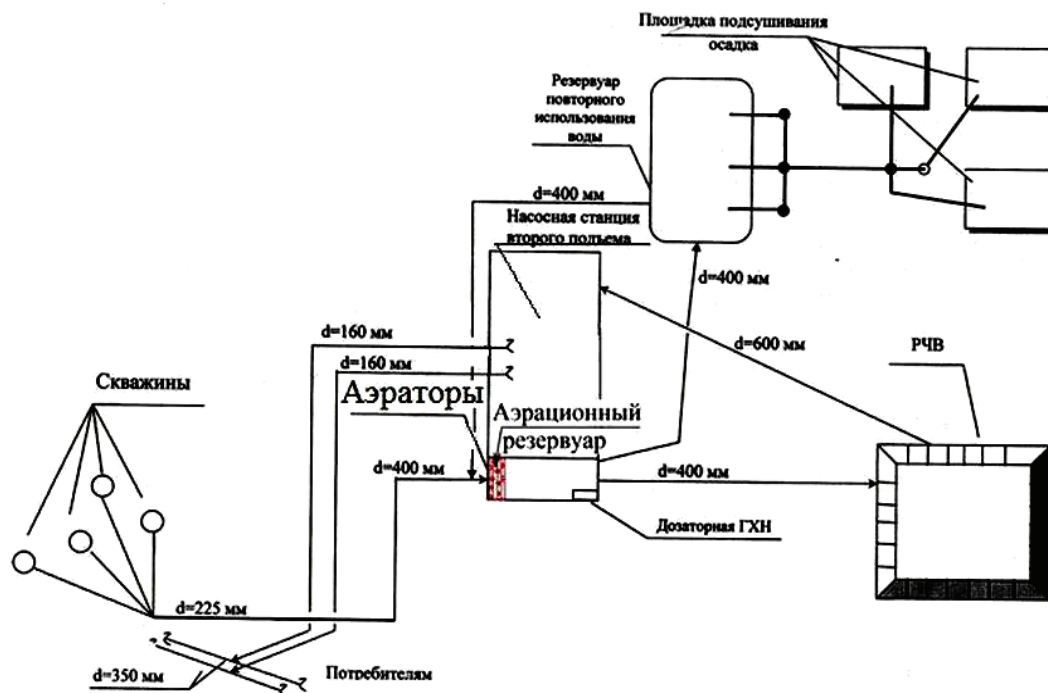 Площадка подсушивания
осадка
Резервуар
повторного
использования
воды
d=400 мм
Насосная станция
второго подъема
d=400 мм
d=160 мм
d=600 мм
РЧВ
d=160 мм
Скважины
Аэраторы
Аэрационный
резервуар
d=400 мм
d=400 мм
Дозаторная ГХН
d=225 мм
Потребителям
d=350 мм